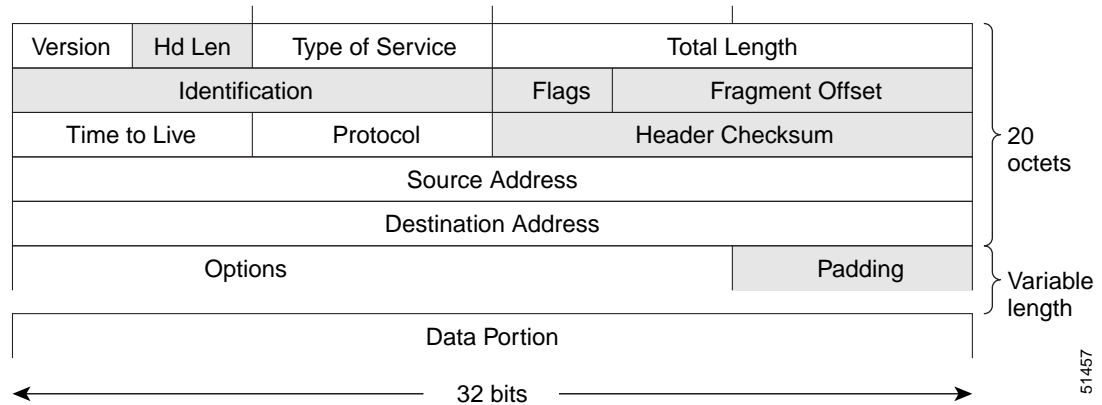 Version Hd Len Type of Service Total Length
Identification Flags Fragment Offset
Time to Live Protocol Header Checksum
20
octets
Source Address
Destination Address
Options Padding
Variable
length
Data Portion
32 bits
51457